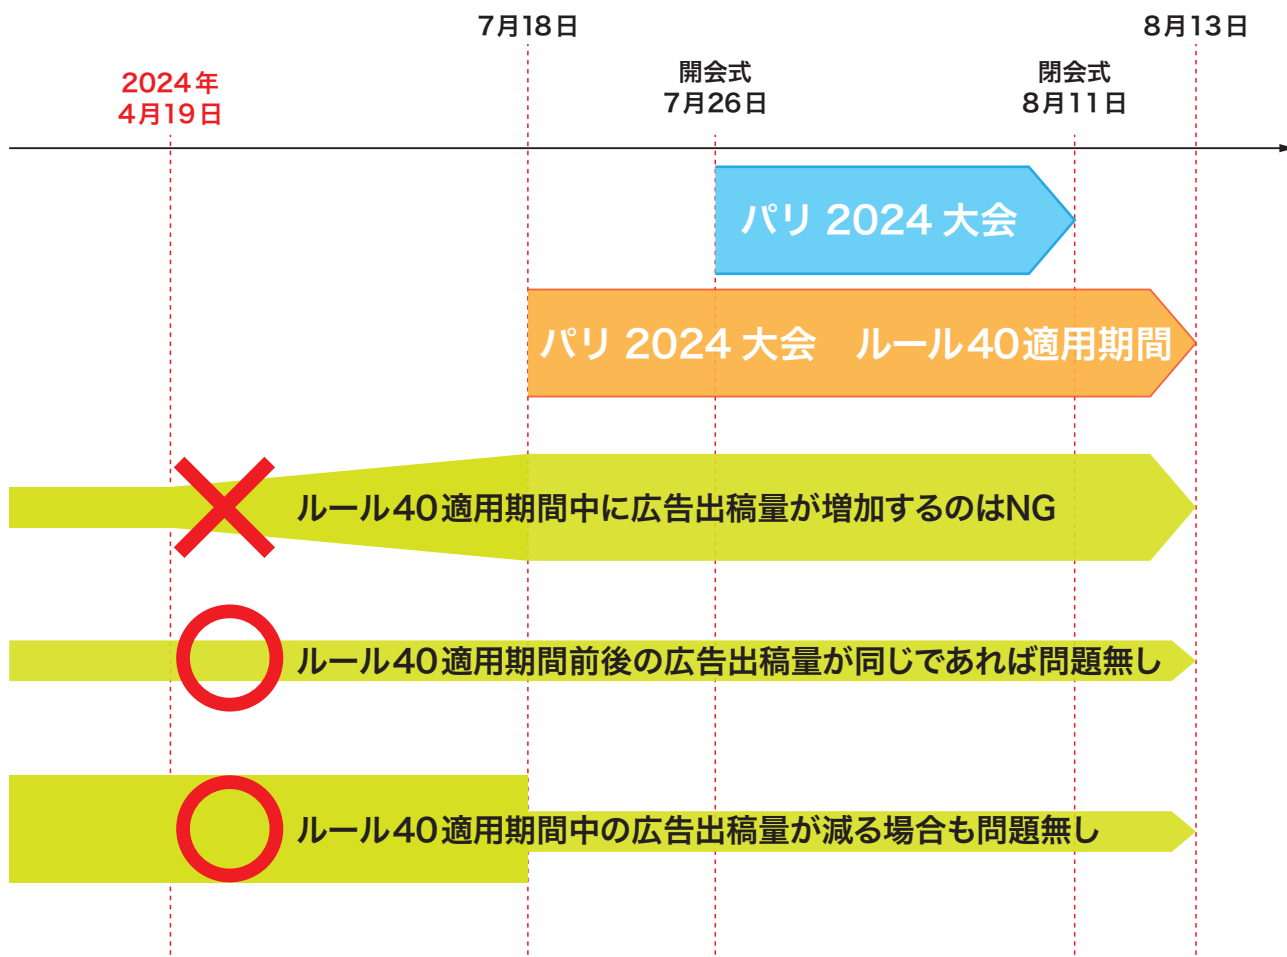 7月18日
8月13日
2024年
4月19日
開会式
7月26日
閉会式
8月11日
パリ 2024 大会
パリ 2024 大会　ルール40適用期間
ルール40適用期間中に広告出稿量が増加するのはNG
ルール40適用期間前後の広告出稿量が同じであれば問題無し
ルール40適用期間中の広告出稿量が減る場合も問題無し